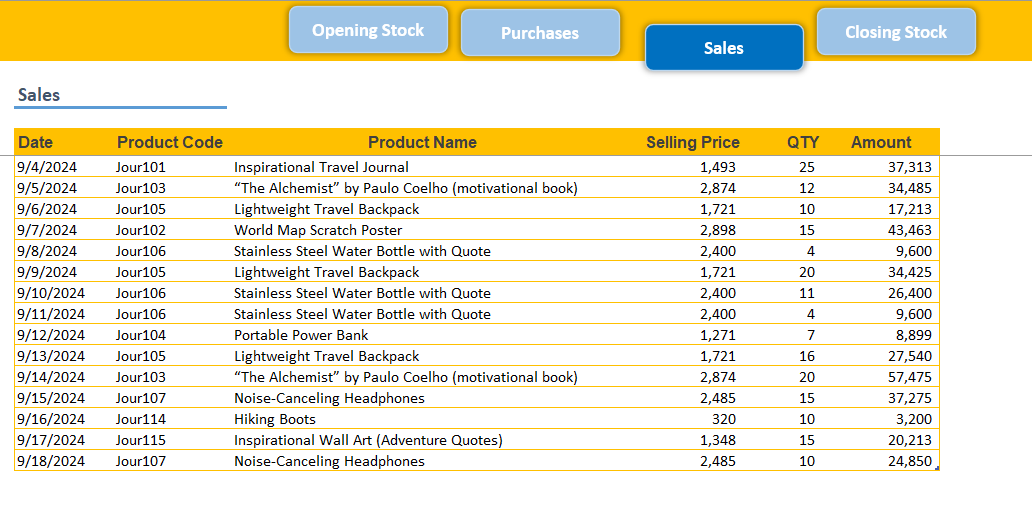 Opening Stock Purchases Sales Closing Stock
Sales
Date Product Code Product Name Selling Price QTY Amount
9/4/2024 Jour101 Inspirational Travel Journal 1,493 25 37,313
9/5/2024 Jour103 “The Alchemist” by Paulo Coelho (motivational book) 2,874 12 34,485
9/6/2024 Jour105 Lightweight Travel Backpack 1,721 10 17,213
9/7/2024 Jour102 World Map Scratch Poster 2,898 15 43,463
9/8/2024 Jour106 Stainless Steel Water Bottle with Quote 2,400 4 9,600
9/9/2024 Jour105 Lightweight Travel Backpack 1,721 20 34,425
9/10/2024 Jour106 Stainless Steel Water Bottle with Quote 2,400 11 26,400
9/11/2024 Jour106 Stainless Steel Water Bottle with Quote 2,400 4 9,600
9/12/2024 Jour104 Portable Power Bank 1,271 7 8,899
9/13/2024 Jour105 Lightweight Travel Backpack 1,721 16 27,540
9/14/2024 Jour103 “The Alchemist” by Paulo Coelho (motivational book) 2,874 20 57,475
9/15/2024 Jour107 Noise-Canceling Headphones 2,485 15 37,275
9/16/2024 Jour114 Hiking Boots 320 10 3,200
9/17/2024 Jour115 Inspirational Wall Art (Adventure Quotes) 1,348 15 20,213
9/18/2024 Jour107 Noise-Canceling Headphones 2,485 10 24,850